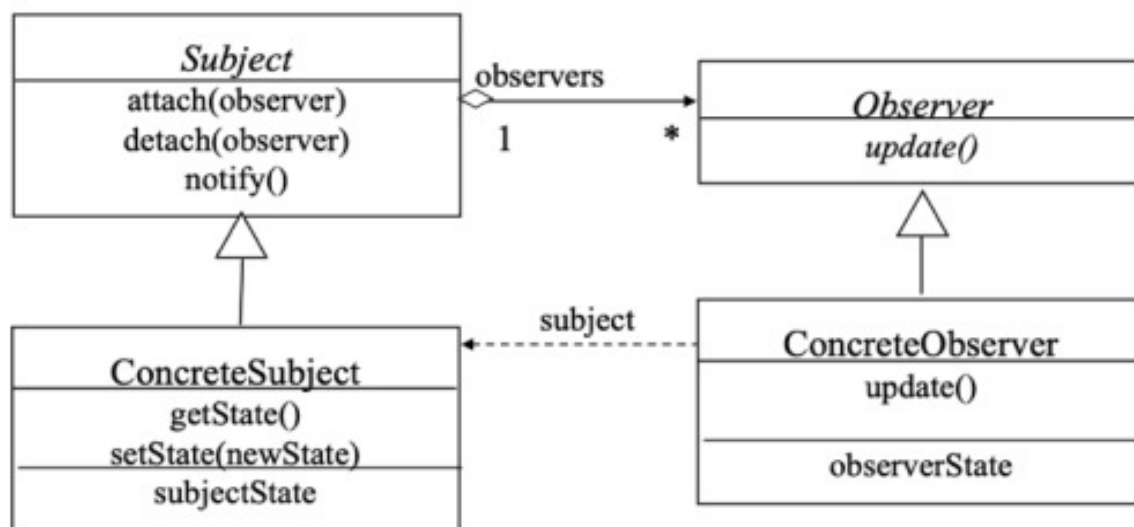 Subject
attach(observer)
detach(observer)
notify()
observers
1
*
Observer
update()
subject
ConcreteSubject
getState()
setState(newState)
subjectState
ConcreteObserver
update()
observerState